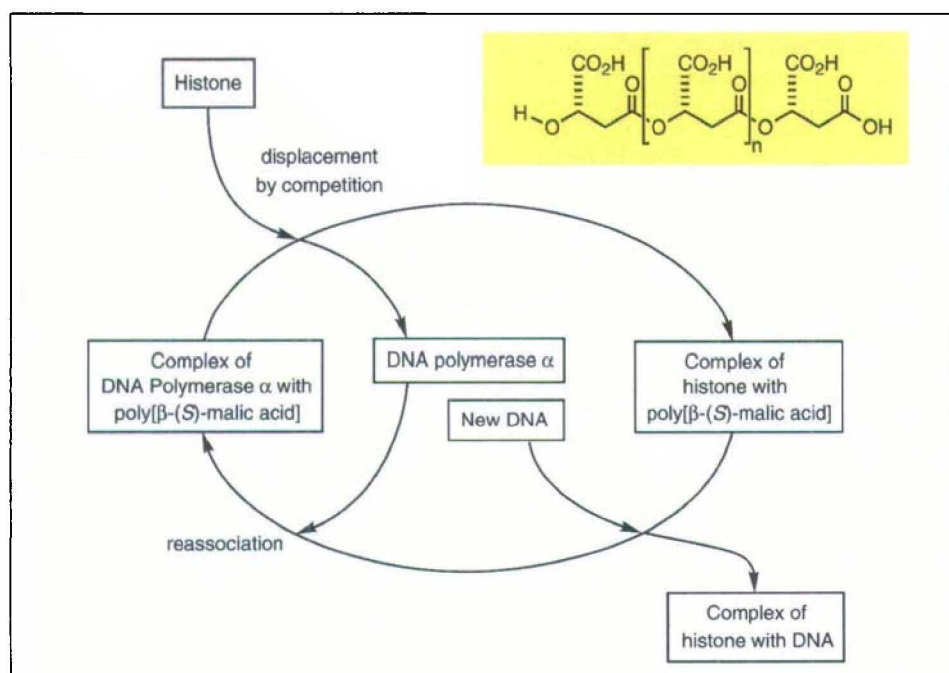 Histone
CO₂H
CO₂H
CO₂H
O
O
O
H
O
O
O
OH
n
displacement
by competition
Complex of
DNA Polymerase α with
poly[β-(S)-malic acid]
DNA polymerase α
Complex of
histone with
poly[β-(S)-malic acid]
New DNA
reassociation
Complex of
histone with DNA